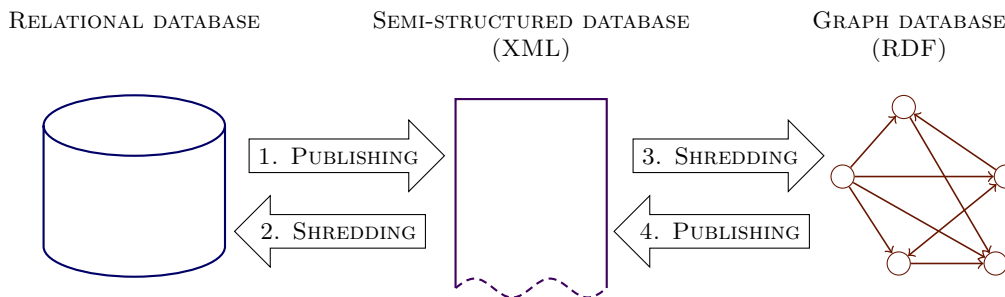 RELATIONAL DATABASE
SEMI-STRUCTURED DATABASE
(XML)
GRAPH DATABASE
(RDF)
1. PUBLISHING
3. SHREDDING
2. SHREDDING
4. PUBLISHING